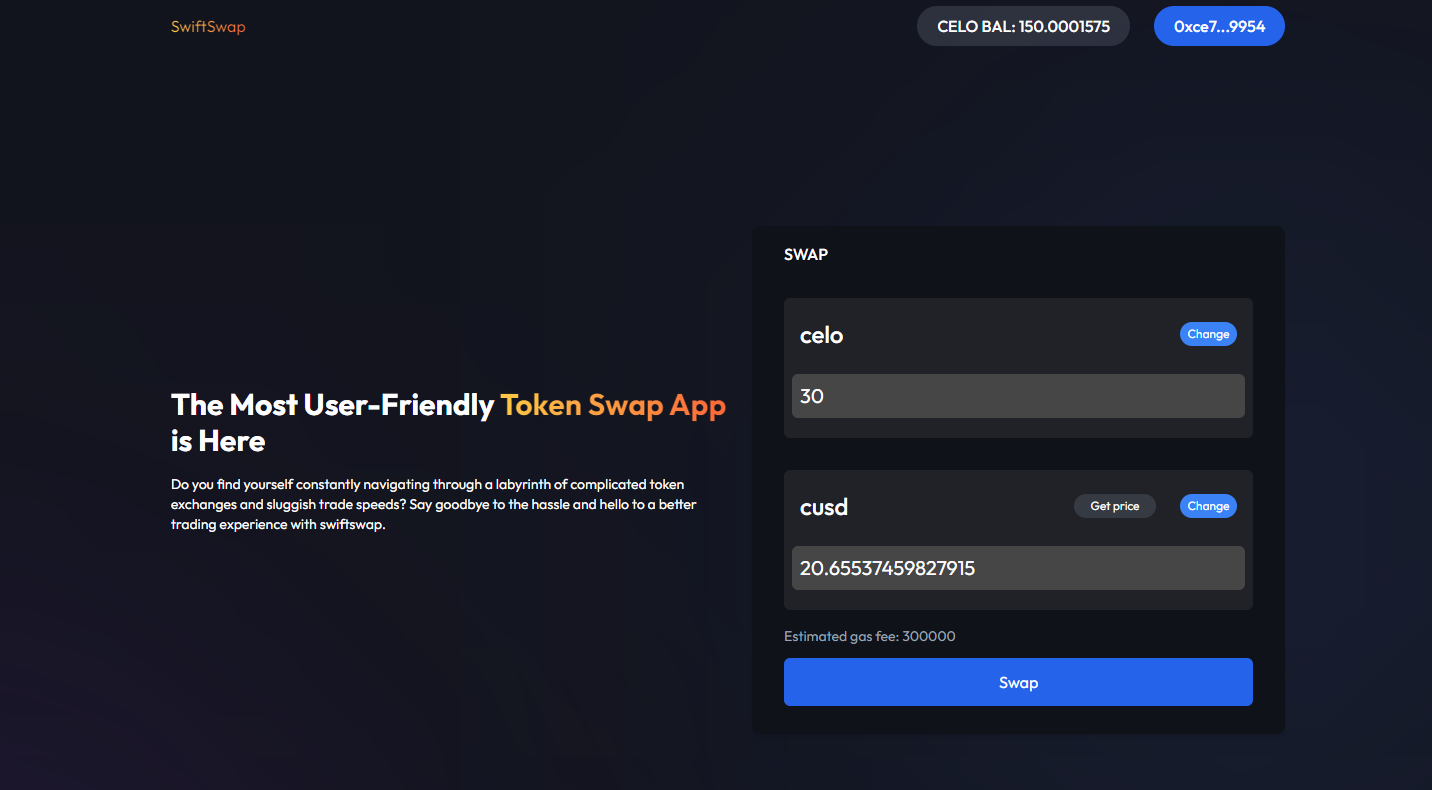 SwiftSwap
CELO BAL: 150.0001575
0xce7...9954
The Most User-Friendly Token Swap App
is Here
Do you find yourself constantly navigating through a labyrinth of complicated token
exchanges and sluggish trade speeds? Say goodbye to the hassle and hello to a better
trading experience with swiftswap.
SWAP
celo
Change
30
cusd
Get price
Change
20.65537459827915
Estimated gas fee: 300000
Swap